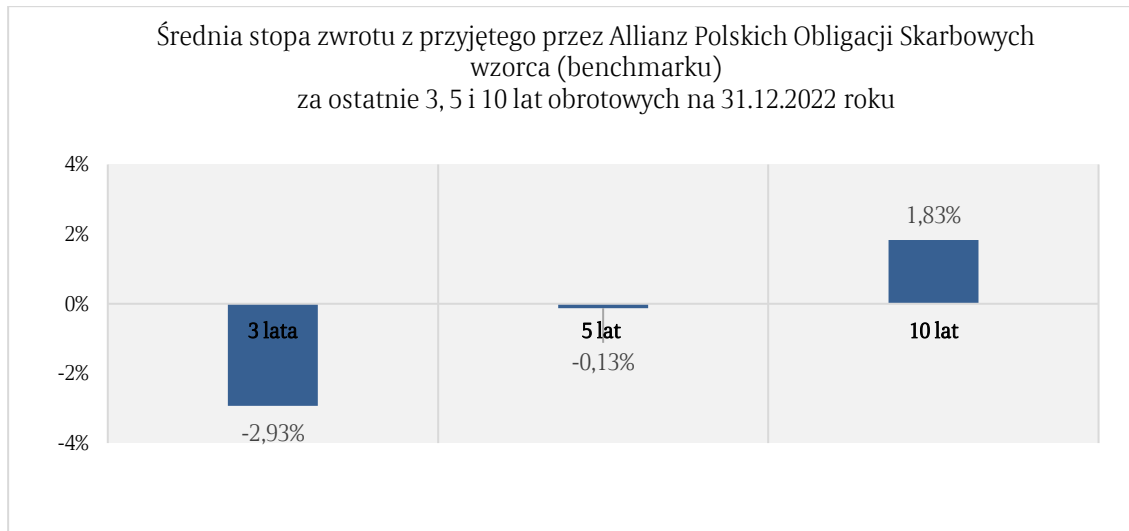 Średnia stopa zwrotu z przyjętego przez Allianz Polskich Obligacji Skarbowych
wzorca (benchmarku)
za ostatnie 3, 5 i 10 lat obrotowych na 31.12.2022 roku
4%
2%
0%
-2%
-4%
1,83%
3 lata
5 lat
10 lat
-0,13%
-2,93%